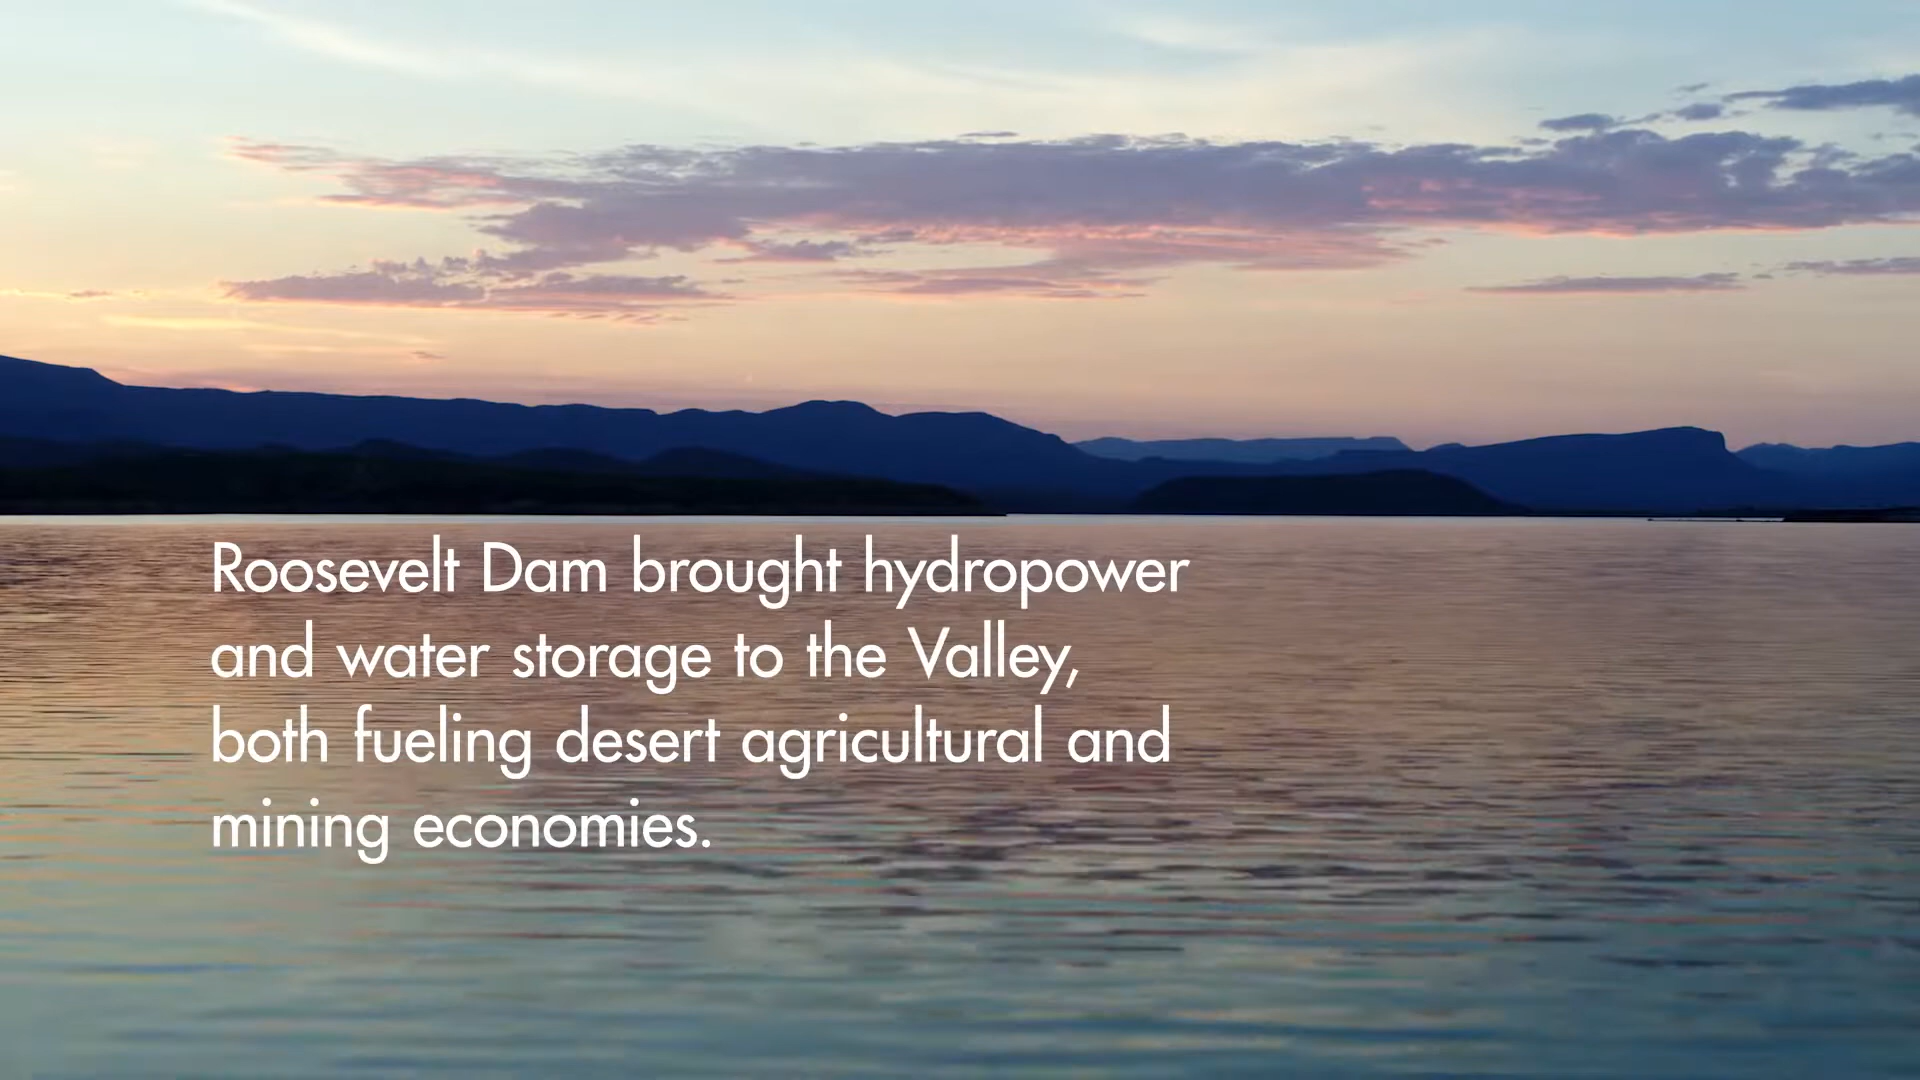 Roosevelt Dam brought hydropower
and water storage to the Valley,
both fueling desert agricultural and
mining economies.